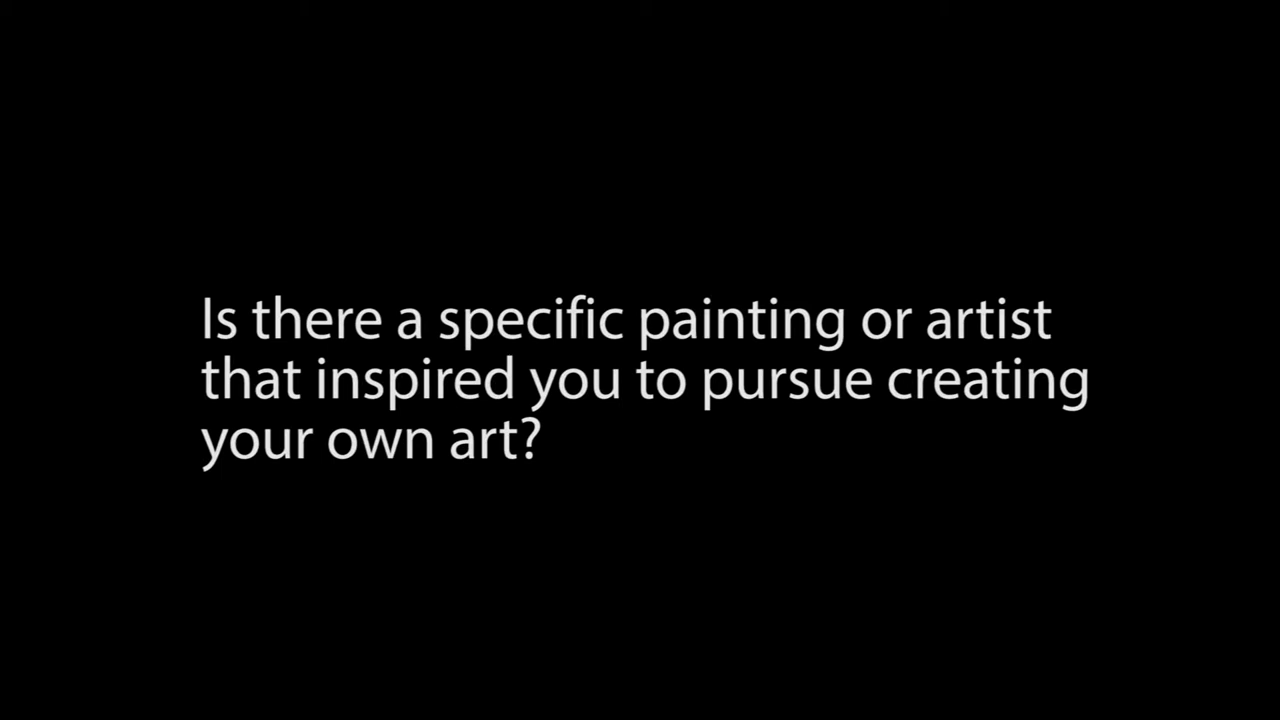 Is there a specific painting or artist
that inspired you to pursue creating
your own art?